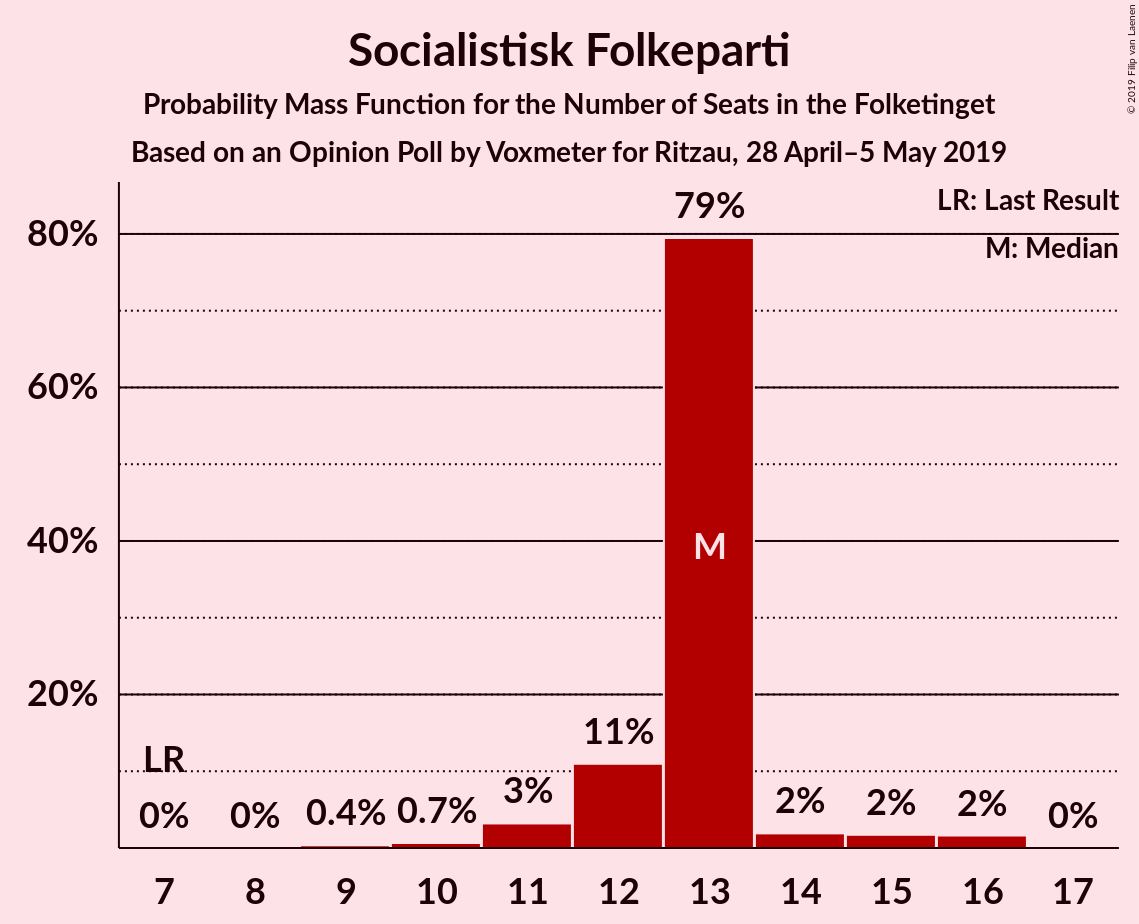 Socialistisk Folkeparti
Probability Mass Function for the Number of Seats in the Folketinget
Based on an Opinion Poll by Voxmeter for Ritzau, 28 April–5 May 2019
© 2019 Filip van Laenen
LR: Last Result
M: Median
80%
60%
40%
20%
LR
0%
0%
0.4%
0.7%
3%
11%
79%
M
2%
2%
2%
0%
7 8 9 10 11 12 13 14 15 16 17